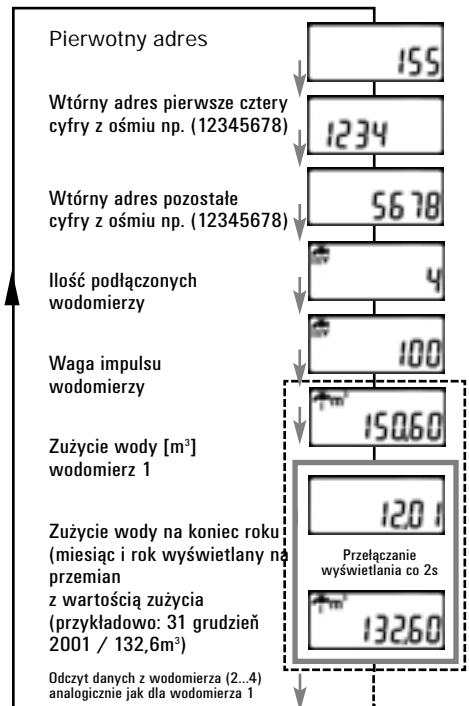 Pierwotny adres
155
Wtórny adres pierwsze cztery
cyfry z ośmiu np. (12345678)
1234
Wtórny adres pozostałe
cyfry z ośmiu np. (12345678)
5678
Ilość podłączonych
wodomierzy
4
Waga impulsu
wodomierzy
100
Zużycie wody [m³]
wodomierz 1
m³
150,60
Zużycie wody na koniec roku
(miesiąc i rok wyświetlany na
przemian
z wartością zużycia
(przykładowo: 31 grudzień
2001 / 132,6m³)
12,01
Przełączanie
wyświetlania co 2s
m³
132,60
Odczyt danych z wodomierza (2...4)
analogicznie jak dla wodomierza 1